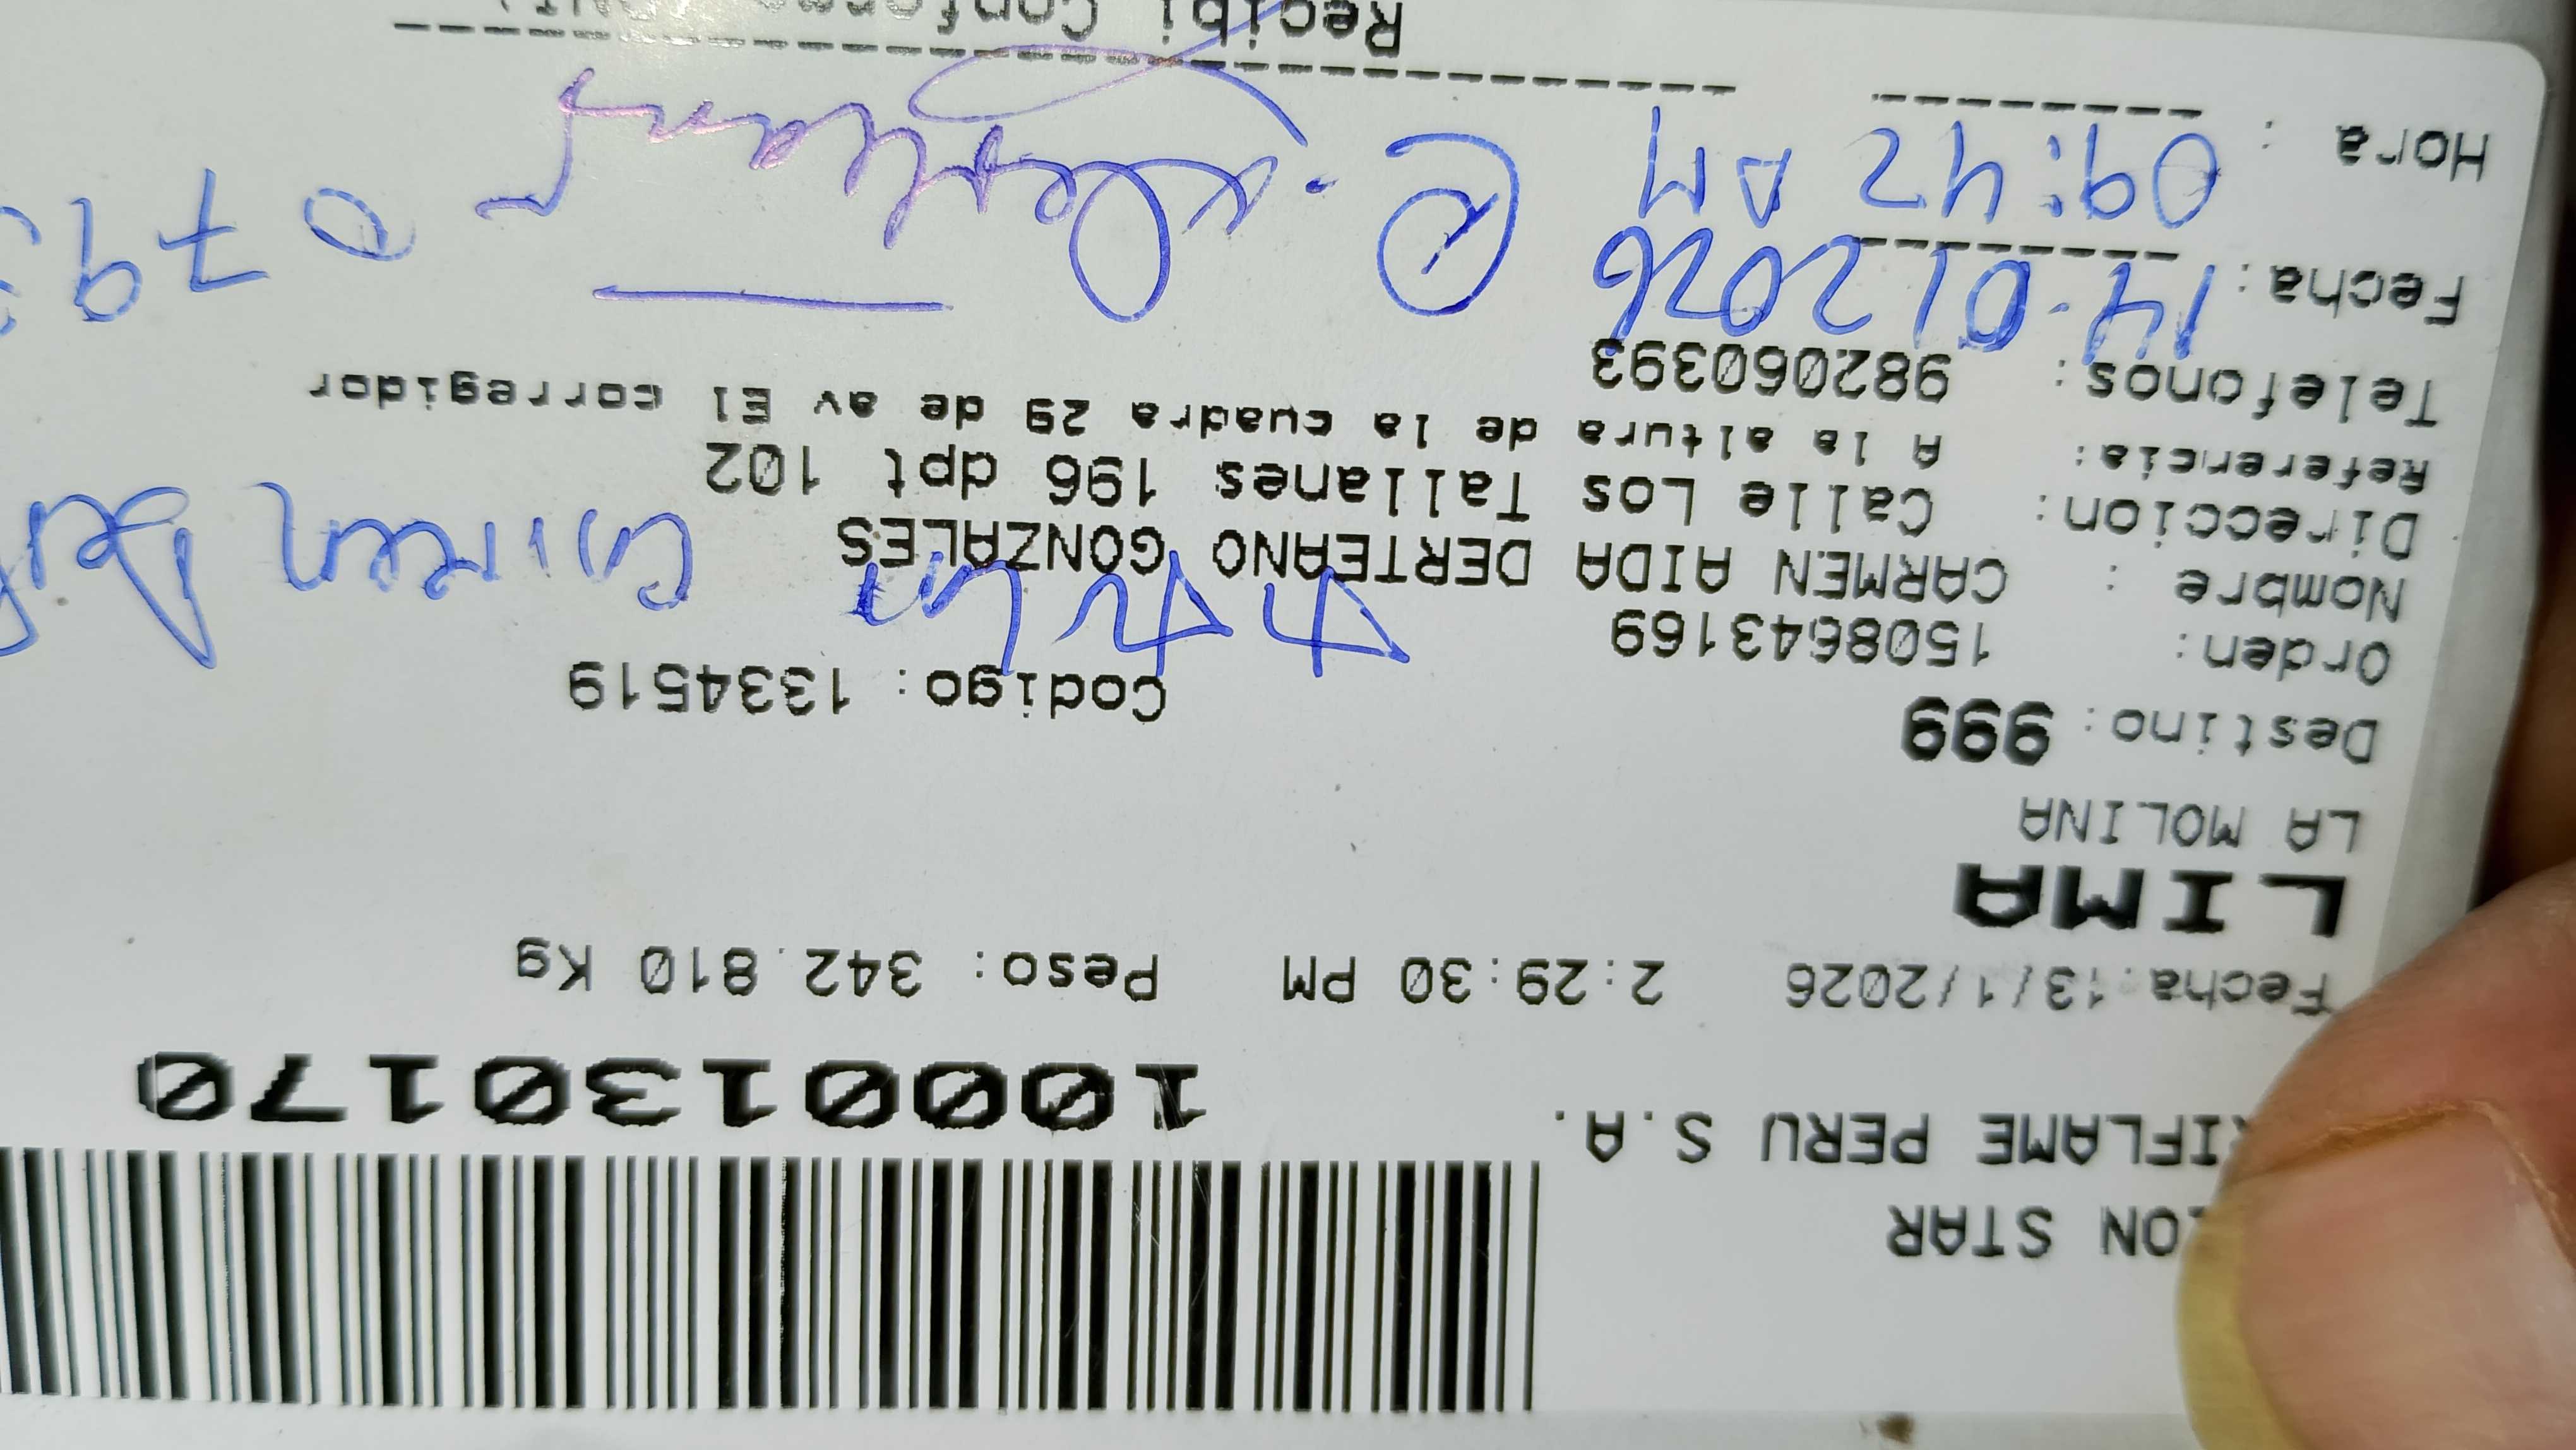 ON STAR
RIFLAME PERU S.A.
10001301170
Fecha:13/1/2026 2:29:30 PM Peso: 342.810 Kg
LIMA
LA MOLINA
Destino: 999
Codigo: 1334519
Orden: 1508643169
Nombre : CARMEN AIDA DERTEANO GONZALES
Direccion: Calle Los Tallanes 196 dpt 102
Referencia: A la altura de la cuadra 29 de av El corregidor
Telefonos: 982060393
Fecha: 14.01.2026
Hora : 09:42 AM
079
Recibi Conforme